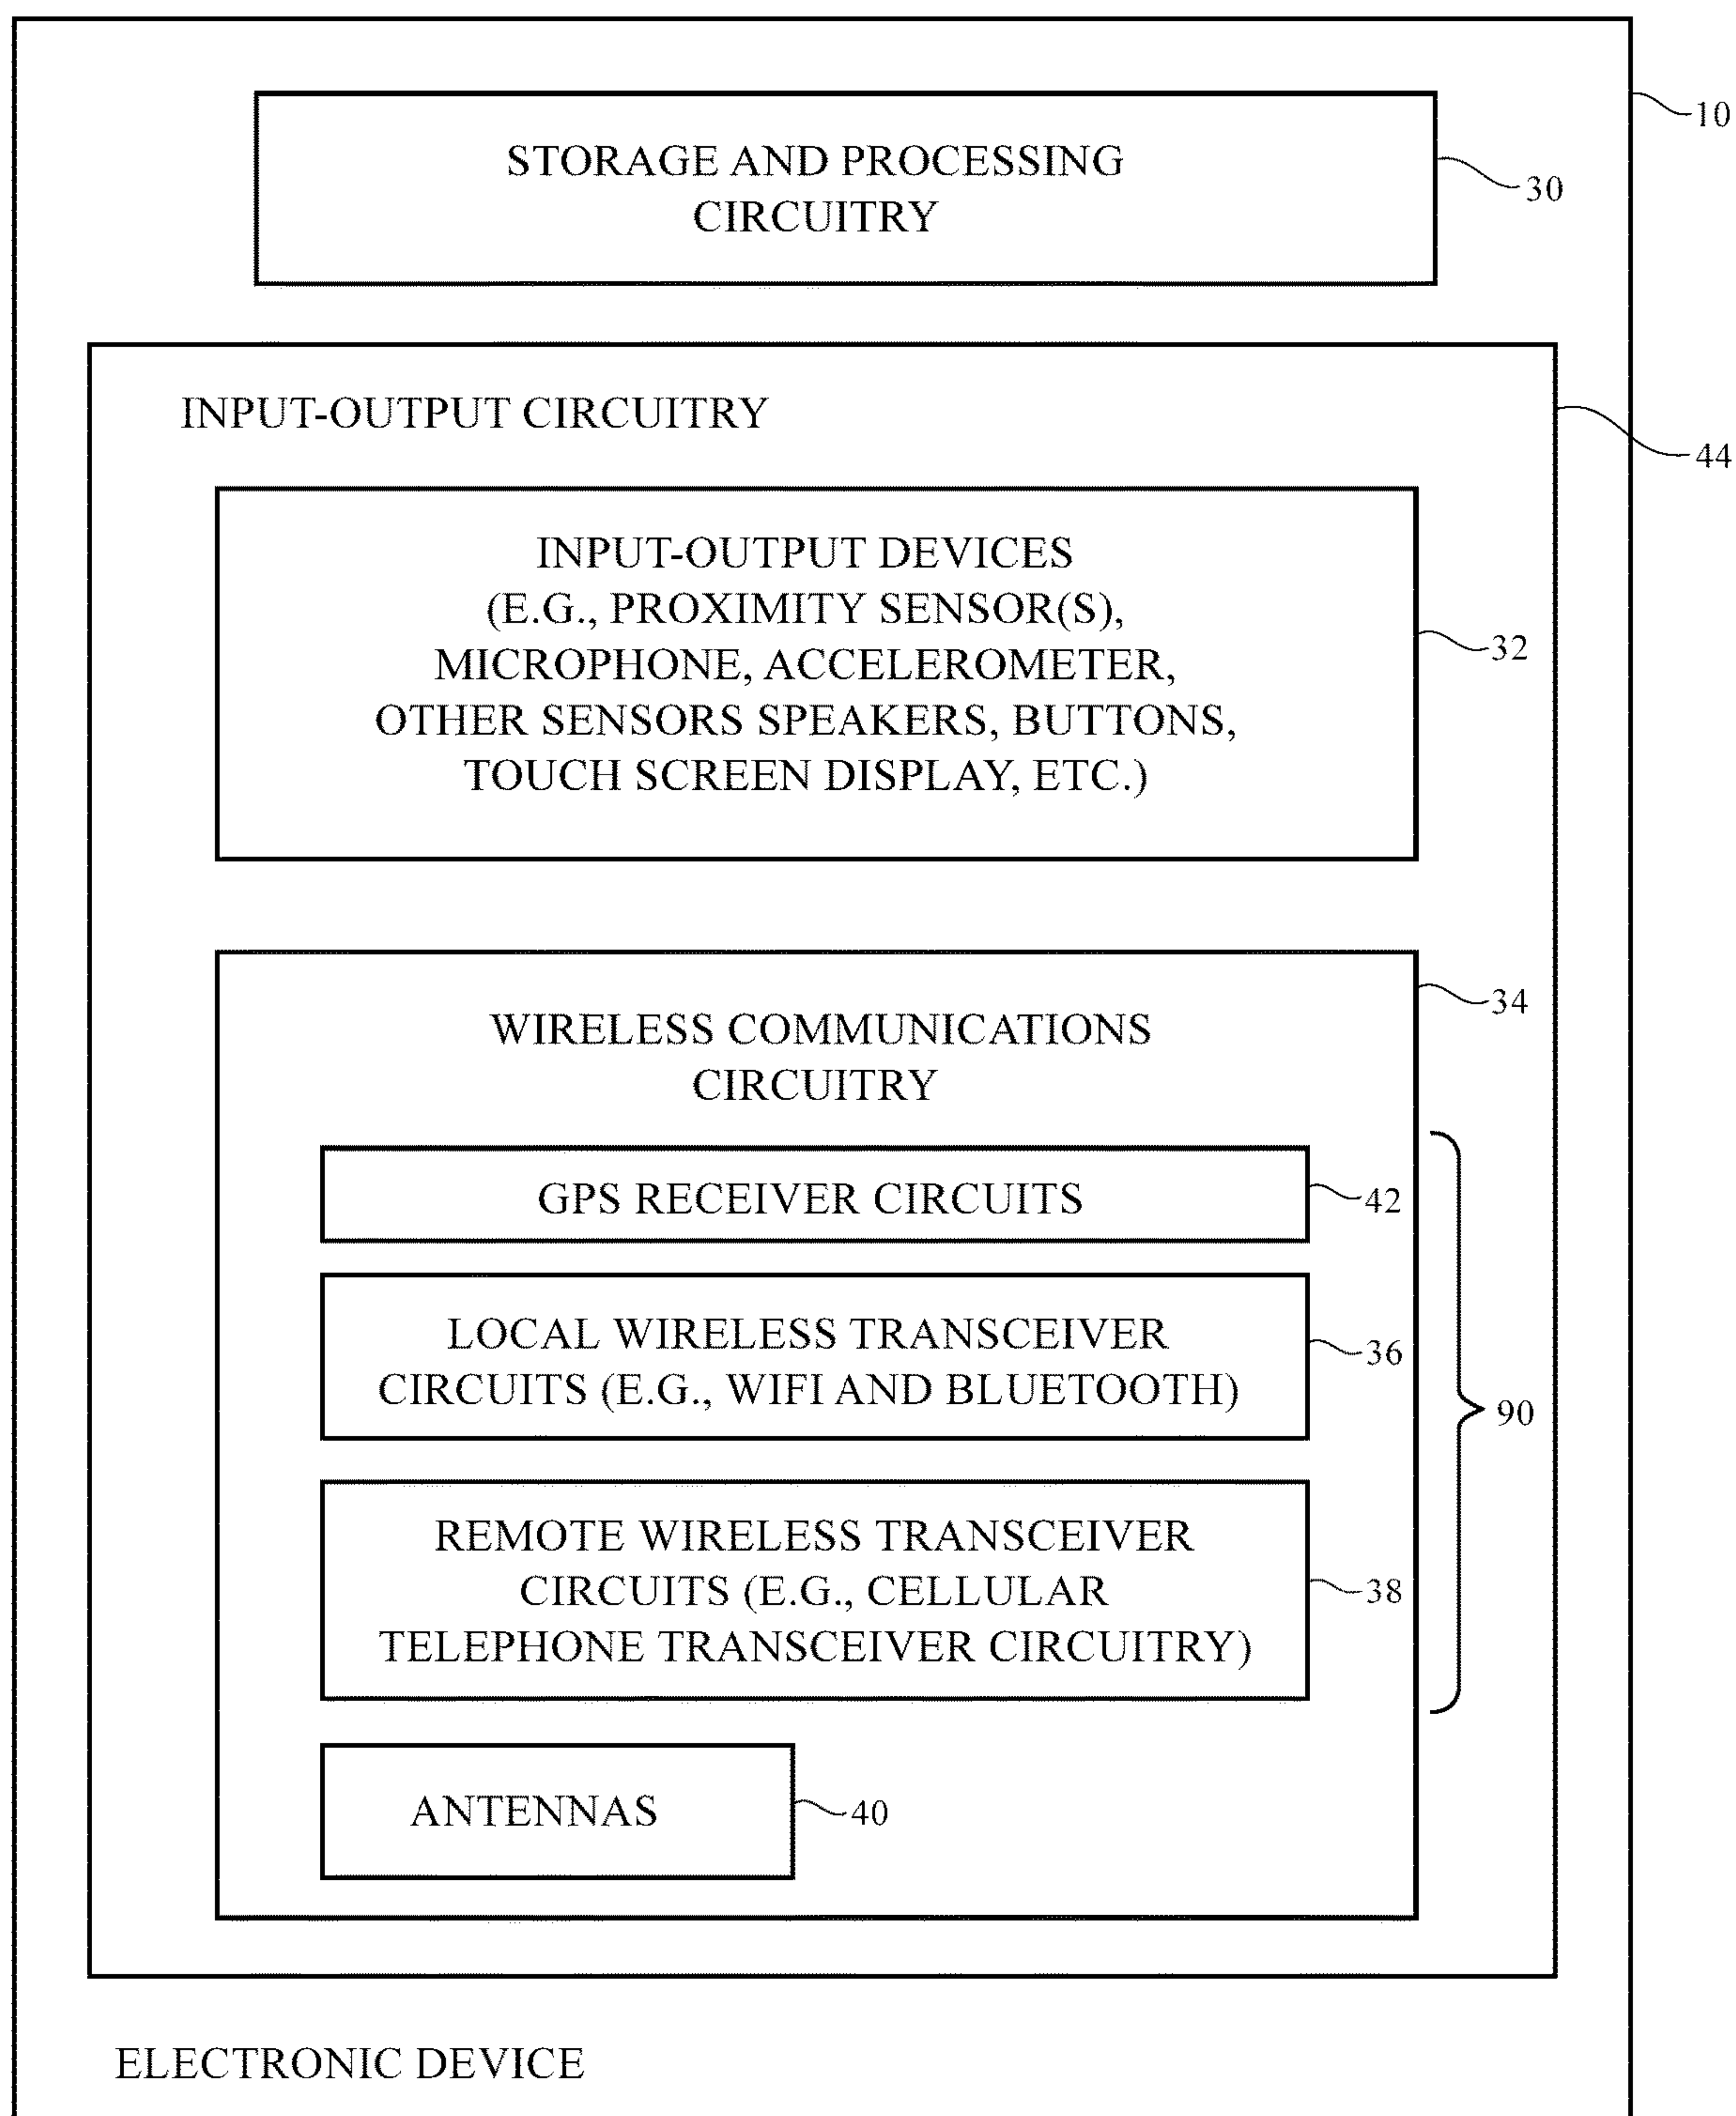 10
STORAGE AND PROCESSING
CIRCUITRY
30
INPUT-OUTPUT CIRCUITRY
44
INPUT-OUTPUT DEVICES
(E.G., PROXIMITY SENSOR(S),
MICROPHONE, ACCELEROMETER,
OTHER SENSORS SPEAKERS, BUTTONS,
TOUCH SCREEN DISPLAY, ETC.)
32
34
WIRELESS COMMUNICATIONS
CIRCUITRY
GPS RECEIVER CIRCUITS
42
LOCAL WIRELESS TRANSCEIVER
CIRCUITS (E.G., WIFI AND BLUETOOTH)
36
90
REMOTE WIRELESS TRANSCEIVER
CIRCUITS (E.G., CELLULAR
TELEPHONE TRANSCEIVER CIRCUITRY)
38
ANTENNAS
40
ELECTRONIC DEVICE